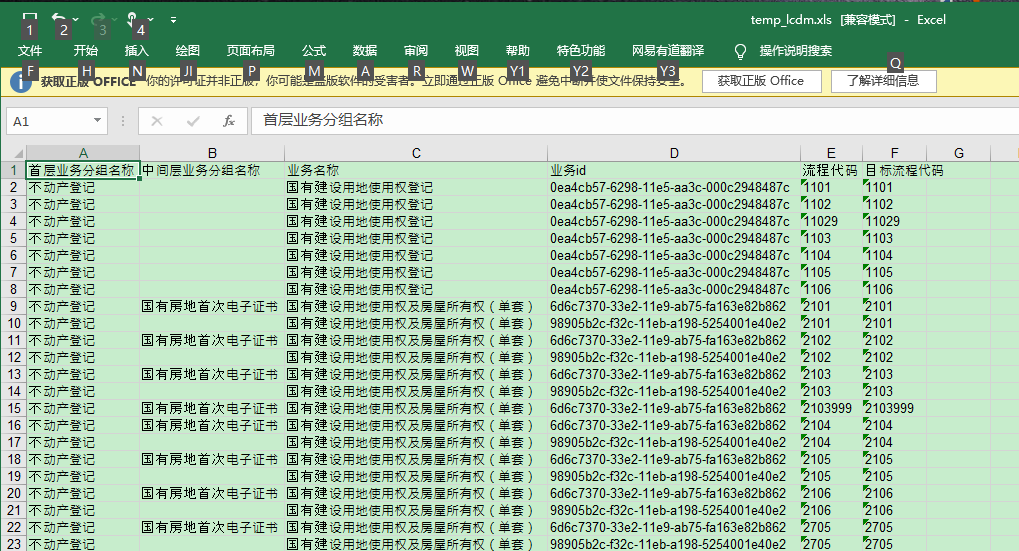 temp_lcdm.xls [兼容模式] - Excel
1 2 3 4
文件 开始 插入 绘图 页面布局 公式 数据 审阅 视图 帮助 特色功能 网易有道翻译 操作说明搜索
F H N JI P M A R W Y1 Y2 Y3 Q
获取正版 OFFICE 你的许可证并非正版，你可能是盗版软件的受害者。立即通过正版 Office 避免中断并使文件保持安全。 获取正版 Office 了解详细信息
A1 fx 首层业务分组名称
A B C D E F G
1 首层业务分组名称 中间层业务分组名称 业务名称 业务id 流程代码 目标流程代码
2 不动产登记 国有建设用地使用权登记 0ea4cb57-6298-11e5-aa3c-000c2948487c 1101 1101
3 不动产登记 国有建设用地使用权登记 0ea4cb57-6298-11e5-aa3c-000c2948487c 1102 1102
4 不动产登记 国有建设用地使用权登记 0ea4cb57-6298-11e5-aa3c-000c2948487c 11029 11029
5 不动产登记 国有建设用地使用权登记 0ea4cb57-6298-11e5-aa3c-000c2948487c 1103 1103
6 不动产登记 国有建设用地使用权登记 0ea4cb57-6298-11e5-aa3c-000c2948487c 1104 1104
7 不动产登记 国有建设用地使用权登记 0ea4cb57-6298-11e5-aa3c-000c2948487c 1105 1105
8 不动产登记 国有建设用地使用权登记 0ea4cb57-6298-11e5-aa3c-000c2948487c 1106 1106
9 不动产登记 国有房地首次电子证书 国有建设用地使用权及房屋所有权（单套） 6d6c7370-33e2-11e9-ab75-fa163e82b862 2101 2101
10 不动产登记 国有建设用地使用权及房屋所有权（单套） 98905b2c-f32c-11eb-a198-5254001e40e2 2101 2101
11 不动产登记 国有房地首次电子证书 国有建设用地使用权及房屋所有权（单套） 6d6c7370-33e2-11e9-ab75-fa163e82b862 2102 2102
12 不动产登记 国有建设用地使用权及房屋所有权（单套） 98905b2c-f32c-11eb-a198-5254001e40e2 2102 2102
13 不动产登记 国有房地首次电子证书 国有建设用地使用权及房屋所有权（单套） 6d6c7370-33e2-11e9-ab75-fa163e82b862 2103 2103
14 不动产登记 国有建设用地使用权及房屋所有权（单套） 98905b2c-f32c-11eb-a198-5254001e40e2 2103 2103
15 不动产登记 国有房地首次电子证书 国有建设用地使用权及房屋所有权（单套） 6d6c7370-33e2-11e9-ab75-fa163e82b862 2103999 2103999
16 不动产登记 国有房地首次电子证书 国有建设用地使用权及房屋所有权（单套） 6d6c7370-33e2-11e9-ab75-fa163e82b862 2104 2104
17 不动产登记 国有建设用地使用权及房屋所有权（单套） 98905b2c-f32c-11eb-a198-5254001e40e2 2104 2104
18 不动产登记 国有房地首次电子证书 国有建设用地使用权及房屋所有权（单套） 6d6c7370-33e2-11e9-ab75-fa163e82b862 2105 2105
19 不动产登记 国有建设用地使用权及房屋所有权（单套） 98905b2c-f32c-11eb-a198-5254001e40e2 2105 2105
20 不动产登记 国有房地首次电子证书 国有建设用地使用权及房屋所有权（单套） 6d6c7370-33e2-11e9-ab75-fa163e82b862 2106 2106
21 不动产登记 国有建设用地使用权及房屋所有权（单套） 98905b2c-f32c-11eb-a198-5254001e40e2 2106 2106
22 不动产登记 国有房地首次电子证书 国有建设用地使用权及房屋所有权（单套） 6d6c7370-33e2-11e9-ab75-fa163e82b862 2705 2705
23 不动产登记 国有建设用地使用权及房屋所有权（单套） 98905b2c-f32c-11eb-a198-5254001e40e2 2705 2705